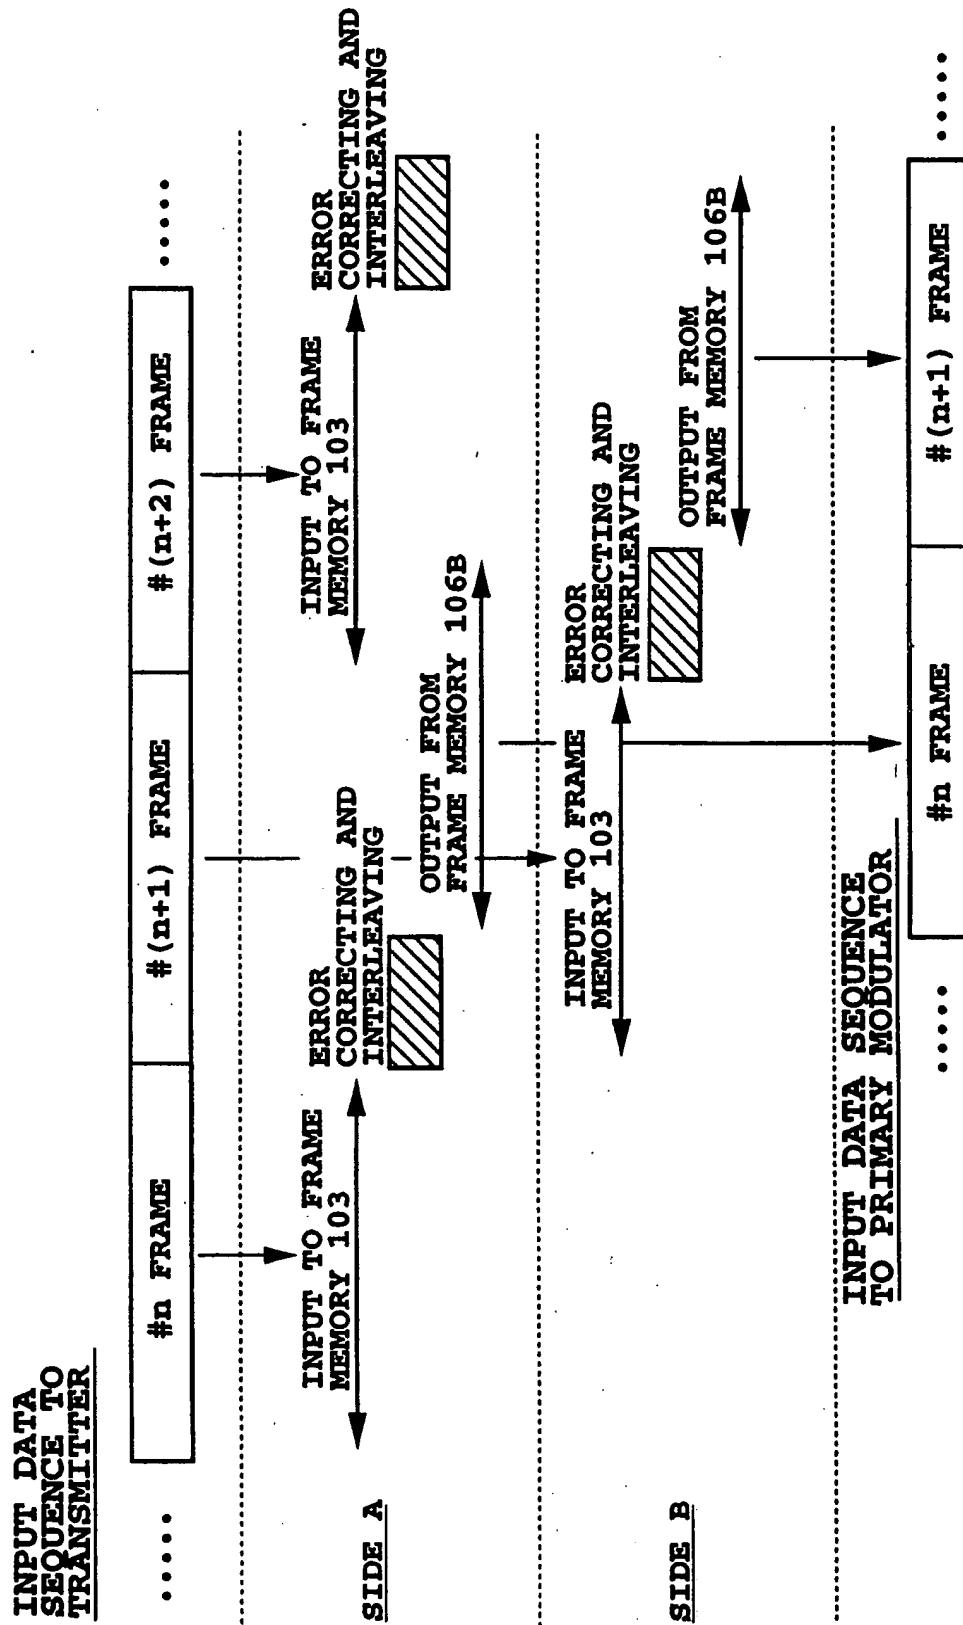 INPUT DATA
SEQUENCE TO
TRANSMITTER
.....
#n FRAME
#(n+1) FRAME
#(n+2) FRAME
.....
SIDE A
INPUT TO FRAME
MEMORY 103
ERROR
CORRECTING AND
INTERLEAVING
OUTPUT FROM
FRAME MEMORY 106B
INPUT TO FRAME
MEMORY 103
ERROR
CORRECTING AND
INTERLEAVING
SIDE B
INPUT TO FRAME
MEMORY 103
ERROR
CORRECTING AND
INTERLEAVING
OUTPUT FROM
FRAME MEMORY 106B
INPUT DATA SEQUENCE
TO PRIMARY MODULATOR
.....
#n FRAME
#(n+1) FRAME
.....